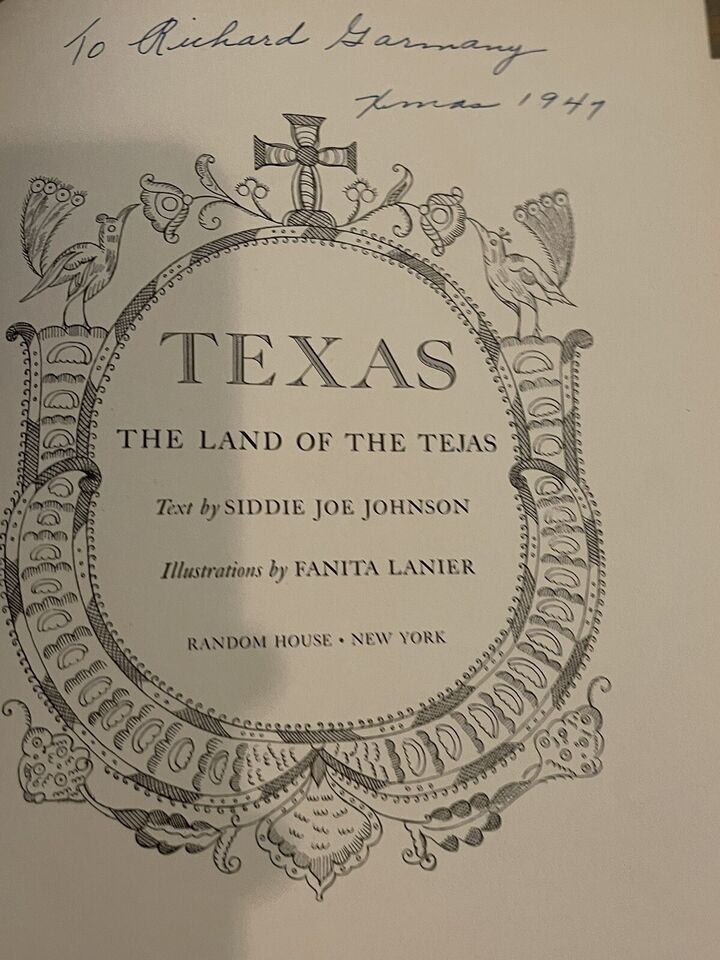 To Richard Garmany
Xmas 1947
TEXAS
THE LAND OF THE TEJAS
Text by SIDDIE JOE JOHNSON
Illustrations by FANITA LANIER
RANDOM HOUSE • NEW YORK